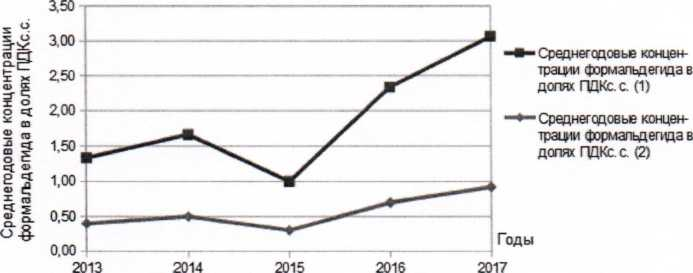 Среднегодовые концентрации
формальдегида в долях ПДКс.с.
3,50
3,00
2,50
2,00
1,50
1,00
0,50
0,00
2013 2014 2015 2016 2017
Годы
Среднегодовые концен-
трации формальдегида в
долях ПДКс. с. (1)
Среднегодовые концен-
трации формальдегида в
долях ПДКс. с. (2)